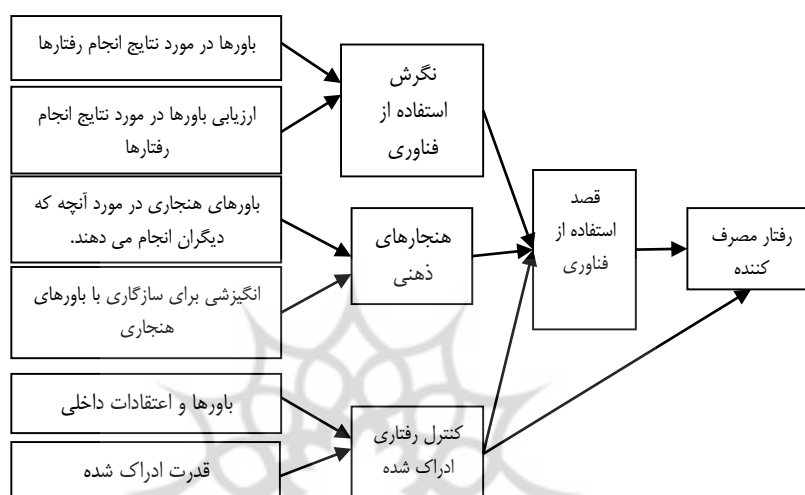 باورها در مورد نتایج انجام رفتارها
ارزیابی باورها در مورد نتایج انجام
رفتارها
باورهای هنجاری در مورد آنچه که
دیگران انجام می دهند.
انگیزشی برای سازگاری با باورهای
هنجاری
باورها و اعتقادات داخلی
قدرت ادراک شده
نگرش
استفاده از
فناوری
هنجارهای
ذهنی
کنترل رفتاری
ادراک شده
قصد
استفاده از
فناوری
رفتار مصرف
کننده